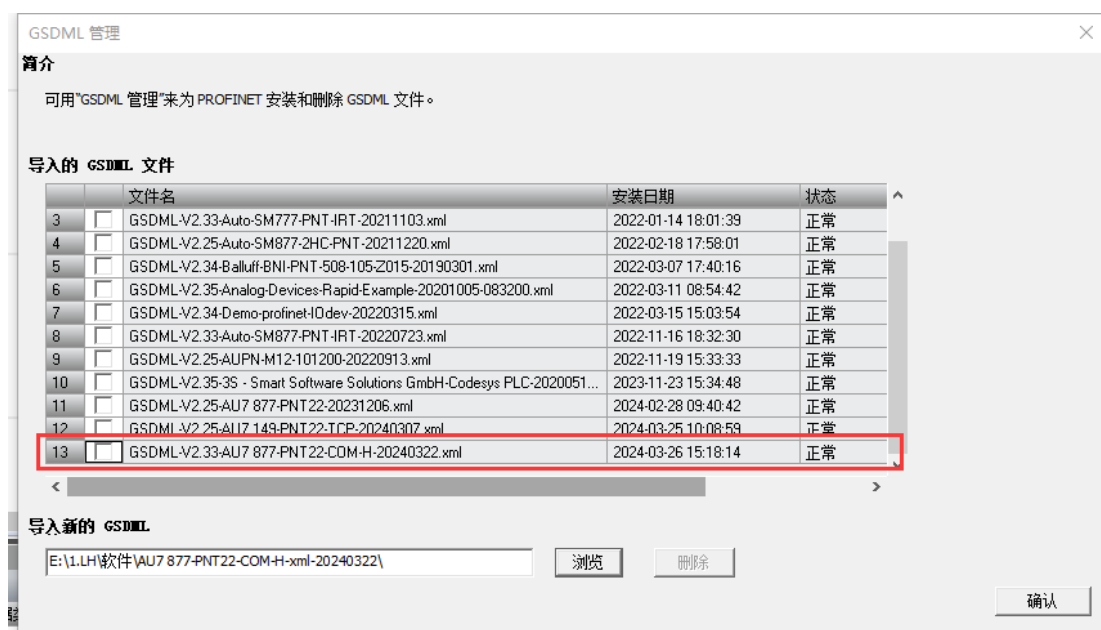 GSDML 管理
简介
可用"GSDML 管理"来为 PROFINET 安装和删除 GSDML 文件。
导入的 GSDML 文件
文件名 安装日期 状态
3 GSDML-V2.33-Auto-SM777-PNT-IRT-20211103.xml 2022-01-14 18:01:39 正常
4 GSDML-V2.25-Auto-SM877-2HC-PNT-20211220.xml 2022-02-18 17:58:01 正常
5 GSDML-V2.34-Balluff-BNI-PNT-508-105-Z015-20190301.xml 2022-03-07 17:40:16 正常
6 GSDML-V2.35-Analog-Devices-Rapid-Example-20201005-083200.xml 2022-03-11 08:54:42 正常
7 GSDML-V2.34-Demo-profinet-IOdev-20220315.xml 2022-03-15 15:03:54 正常
8 GSDML-V2.33-Auto-SM877-PNT-IRT-20220723.xml 2022-11-16 18:32:30 正常
9 GSDML-V2.25-AUPN-M12-101200-20220913.xml 2022-11-19 15:33:33 正常
10 GSDML-V2.35-3S - Smart Software Solutions GmbH-Codesys PLC-2020051... 2023-11-23 15:34:48 正常
11 GSDML-V2.25-AU7 877-PNT22-20231206.xml 2024-02-28 09:40:42 正常
12 GSDML-V2.25-AU7 149-PNT22-TCP-20240307.xml 2024-03-25 10:08:59 正常
13 GSDML-V2.33-AU7 877-PNT22-COM-H-20240322.xml 2024-03-26 15:18:14 正常
导入新的 GSDML
E:\1.LH\软件\AU7 877-PNT22-COM-H-xml-20240322\ 浏览 删除
确认